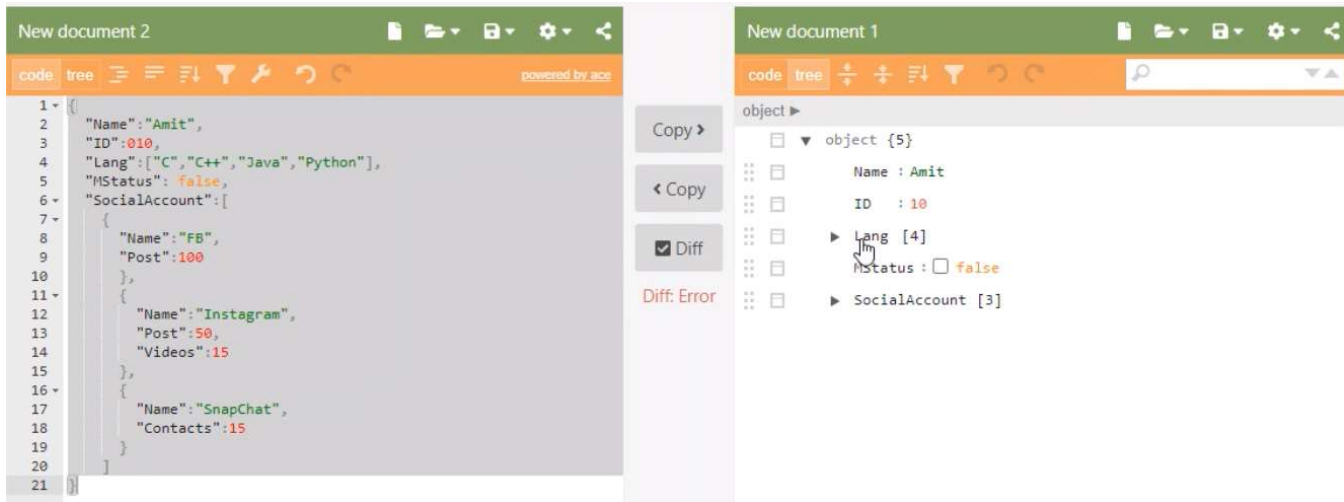 New document 2
code tree
powered by ace
1 {
2 "Name":"Amit",
3 "ID":010,
4 "Lang":["C","C++","Java","Python"],
5 "MStatus": false,
6 "SocialAccount":[
7 {
8 "Name":"FB",
9 "Post":100
10 },
11 {
12 "Name":"Instagram",
13 "Post":50,
14 "Videos":15
15 },
16 {
17 "Name":"SnapChat",
18 "Contacts":15
19 }
20 ]
21 }
Copy >
< Copy
Diff
Diff: Error
New document 1
code tree
object ►
▼ object {5}
Name : Amit
ID : 10
► Lang [4]
MStatus : false
► SocialAccount [3]